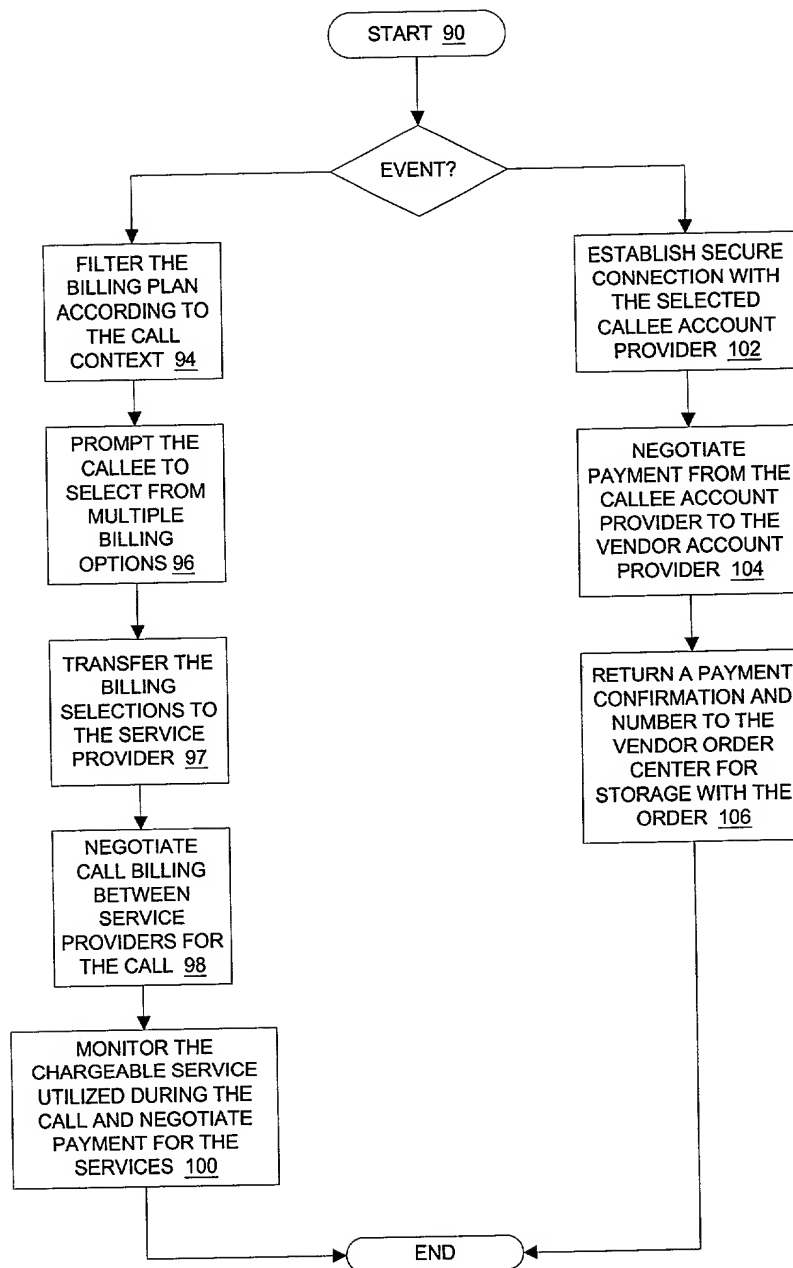 START 90
EVENT?
FILTER THE
BILLING PLAN
ACCORDING TO
THE CALL
CONTEXT 94
PROMPT THE
CALLEE TO
SELECT FROM
MULTIPLE
BILLING
OPTIONS 96
TRANSFER THE
BILLING
SELECTIONS TO
THE SERVICE
PROVIDER 97
NEGOTIATE
CALL BILLING
BETWEEN
SERVICE
PROVIDERS FOR
THE CALL 98
MONITOR THE
CHARGEABLE SERVICE
UTILIZED DURING THE
CALL AND NEGOTIATE
PAYMENT FOR THE
SERVICES 100
ESTABLISH SECURE
CONNECTION WITH
THE SELECTED
CALLEE ACCOUNT
PROVIDER 102
NEGOTIATE
PAYMENT FROM THE
CALLEE ACCOUNT
PROVIDER TO THE
VENDOR ACCOUNT
PROVIDER 104
RETURN A PAYMENT
CONFIRMATION AND
NUMBER TO THE
VENDOR ORDER
CENTER FOR
STORAGE WITH THE
ORDER 106
END